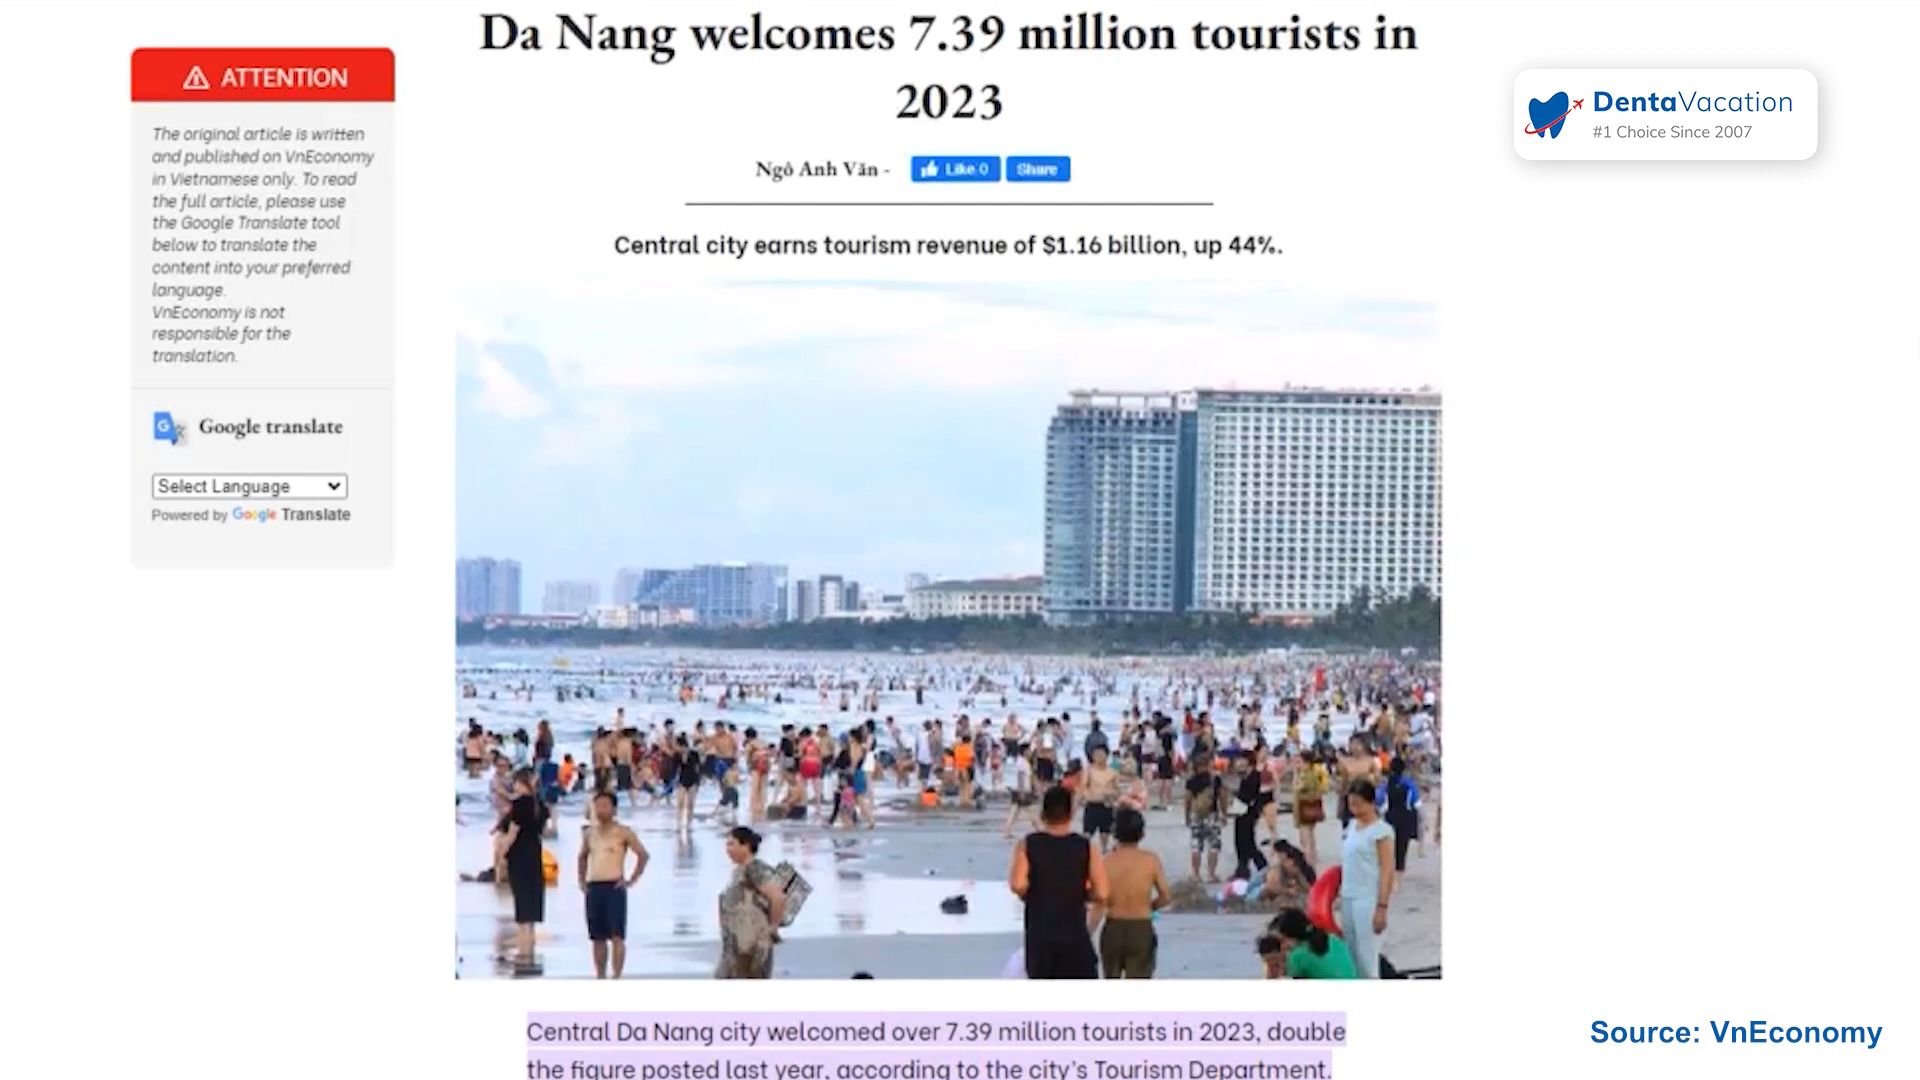 Da Nang welcomes 7.39 million tourists in
2023
Ngô Anh Văn -
Like 0
Share
Central city earns tourism revenue of $1.16 billion, up 44%.
ATTENTION
The original article is written
and published on VnEconomy
in Vietnamese only. To read
the full article, please use
the Google Translate tool
below to translate the
content into your preferred
language.
VnEconomy is not
responsible for the
translation.
Google translate
Select Language
Powered by Google Translate
DentaVacation
#1 Choice Since 2007
Central Da Nang city welcomed over 7.39 million tourists in 2023, double
the figure posted last year, according to the city's Tourism Department.
Source: VnEconomy